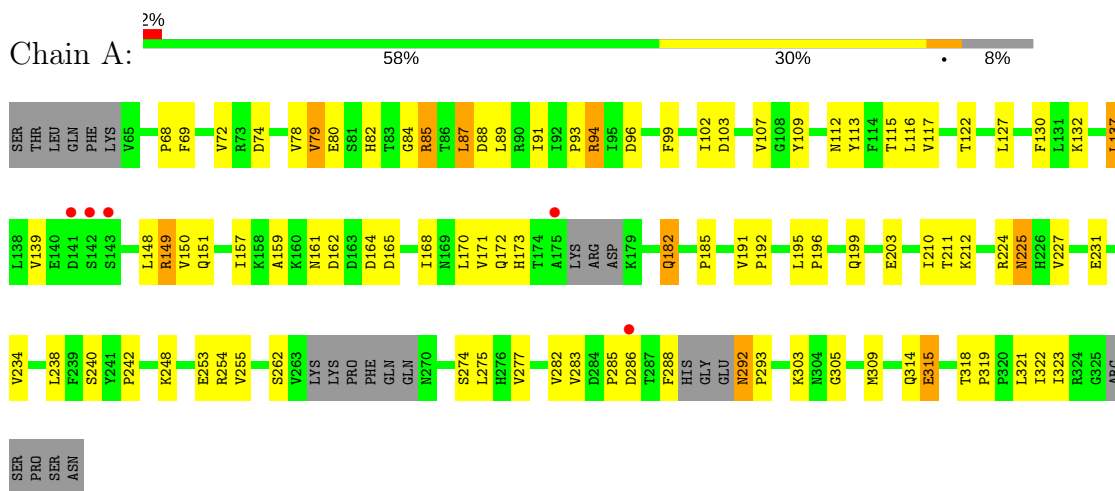 2%
Chain A:
58% 30% • 8%
SER THR LEU GLN PHE LYS V65 P68 F69 V72 R73 D74 V78 V79 E80 S81 H82 T83 G84 R85 T86 L87 D88 L89 R90 I91 I92 P93 R94 I95 D96 F99 I102 D103 V107 G108 Y109 N112 Y113 F114 T115 L116 V117 T122 L127 F130 L131 K132 L137
L138 V139 E140 D141 S142 S143 L148 R149 V150 Q151 I157 K158 A159 K160 N161 D162 D163 D164 D165 I168 N169 L170 V171 Q172 H173 T174 A175 LYS ARG ASP K179 Q182 P185 V191 P192 L195 P196 Q199 E203 I210 T211 K212 R224 N225 H226 V227 E231
V234 L238 F239 S240 Y241 P242 K248 E253 R254 V255 S262 V263 LYS LYS PRO PHE GLN GLN N270 S274 L275 H276 V277 V282 V283 D284 P285 D286 T287 F288 HIS GLY GLU N292 P293 K303 N304 G305 M309 Q314 E315 T318 P319 P320 L321 I322 I323 R324 G325 ARG
SER PRO SER ASN